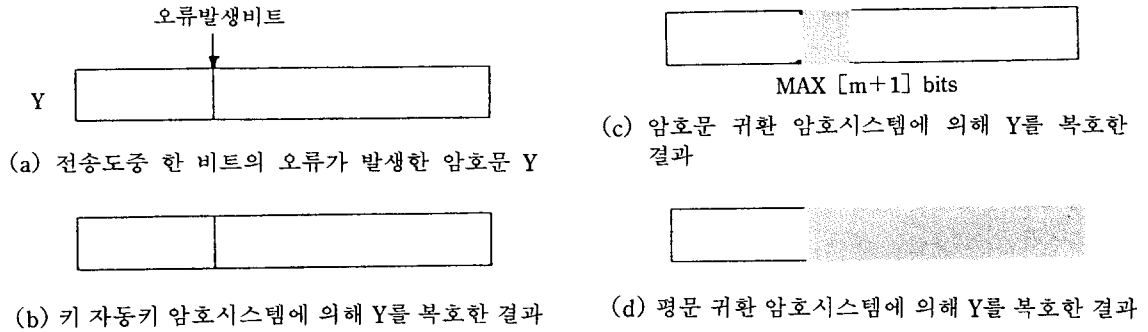 오류발생비트
Y
(a) 전송도중 한 비트의 오류가 발생한 암호문 Y
(b) 키 자동키 암호시스템에 의해 Y를 복호한 결과
MAX [m+1] bits
(c) 암호문 귀환 암호시스템에 의해 Y를 복호한
결과
(d) 평문 귀환 암호시스템에 의해 Y를 복호한 결과